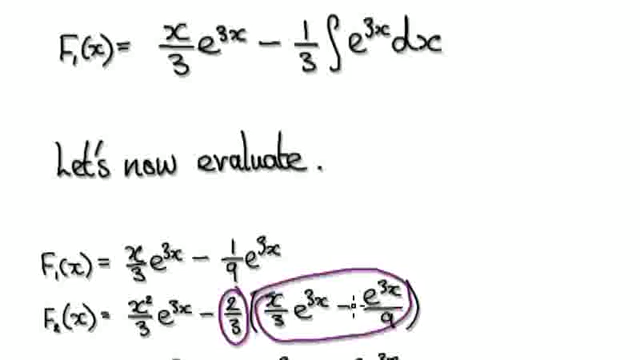 F₁(x) = x/3 e^{3x} − 1/3 ∫ e^{3x} dx
Let's now evaluate.
F₁(x) = x/3 e^{3x} − 1/9 e^{3x}
F₂(x) = x²/3 e^{3x} − 2/3 (x/3 e^{3x} − e^{3x}/9)